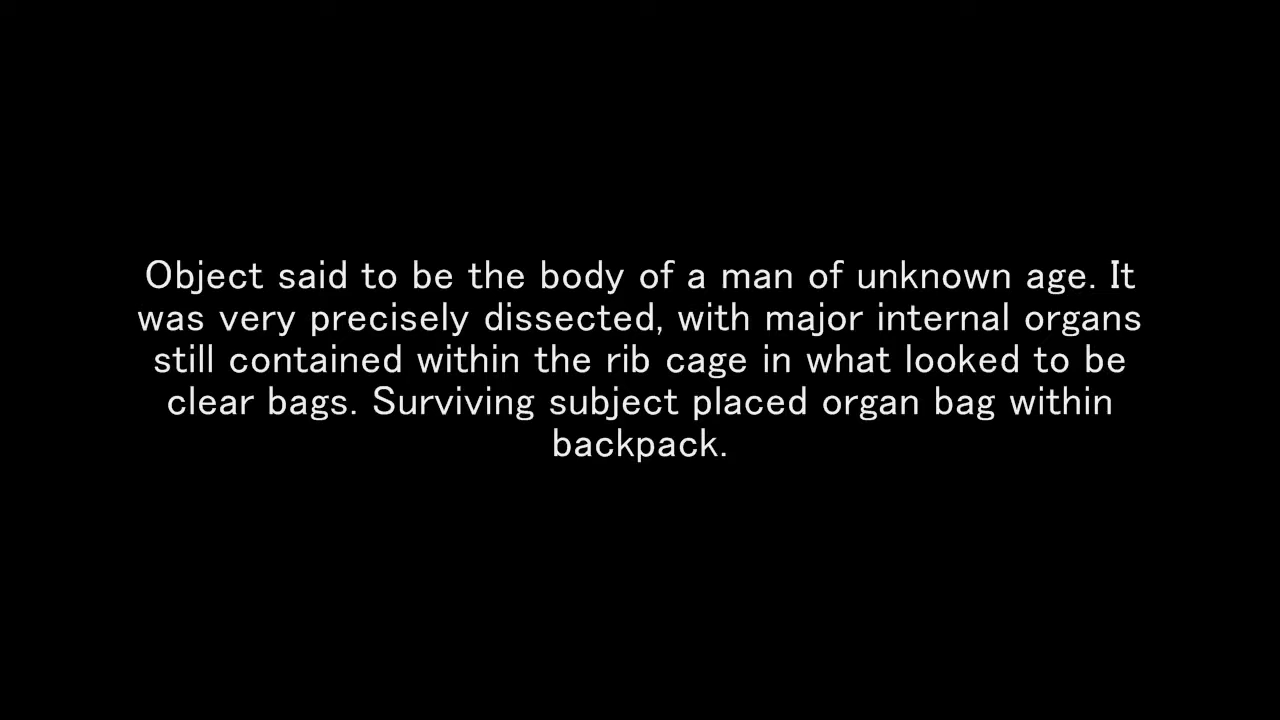 Object said to be the body of a man of unknown age. It
was very precisely dissected, with major internal organs
still contained within the rib cage in what looked to be
clear bags. Surviving subject placed organ bag within
backpack.